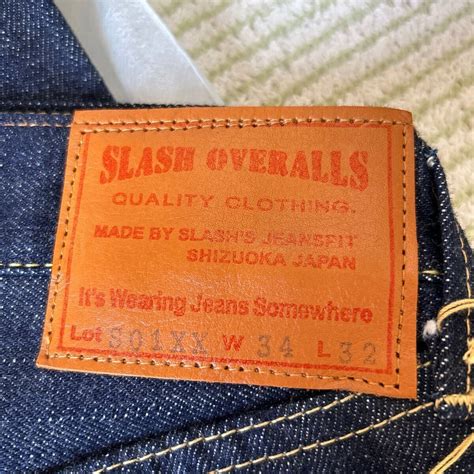 SLASH OVERALLS
QUALITY CLOTHING.
MADE BY SLASH'S JEANSFIT
SHIZUOKA JAPAN
It's Wearing Jeans Somewhere
Lot S01XX W 34 L 32